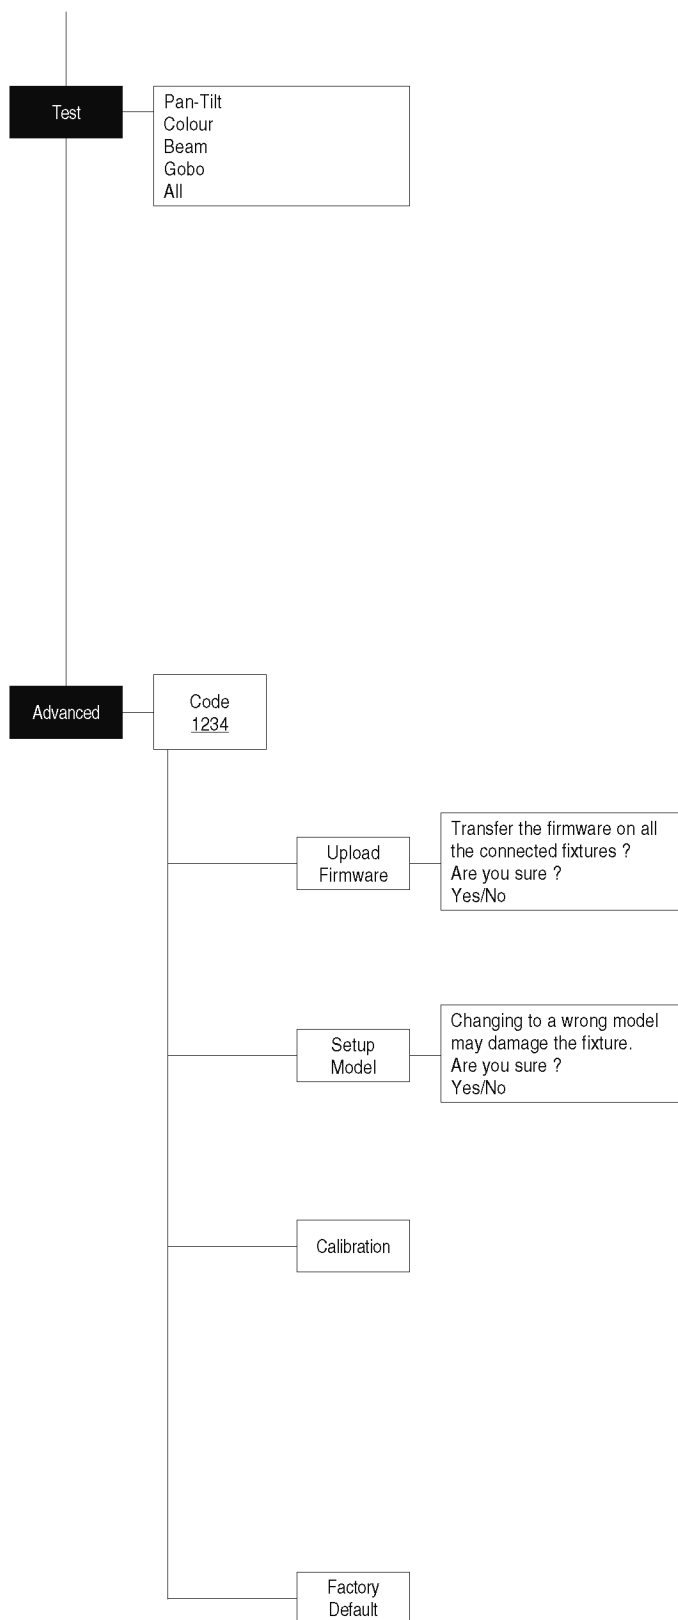 Test
Pan-Tilt
Colour
Beam
Gobo
All
Advanced
Code
1234
Upload
Firmware
Transfer the firmware on all
the connected fixtures ?
Are you sure ?
Yes/No
Setup
Model
Changing to a wrong model
may damage the fixture.
Are you sure ?
Yes/No
Calibration
Factory
Default